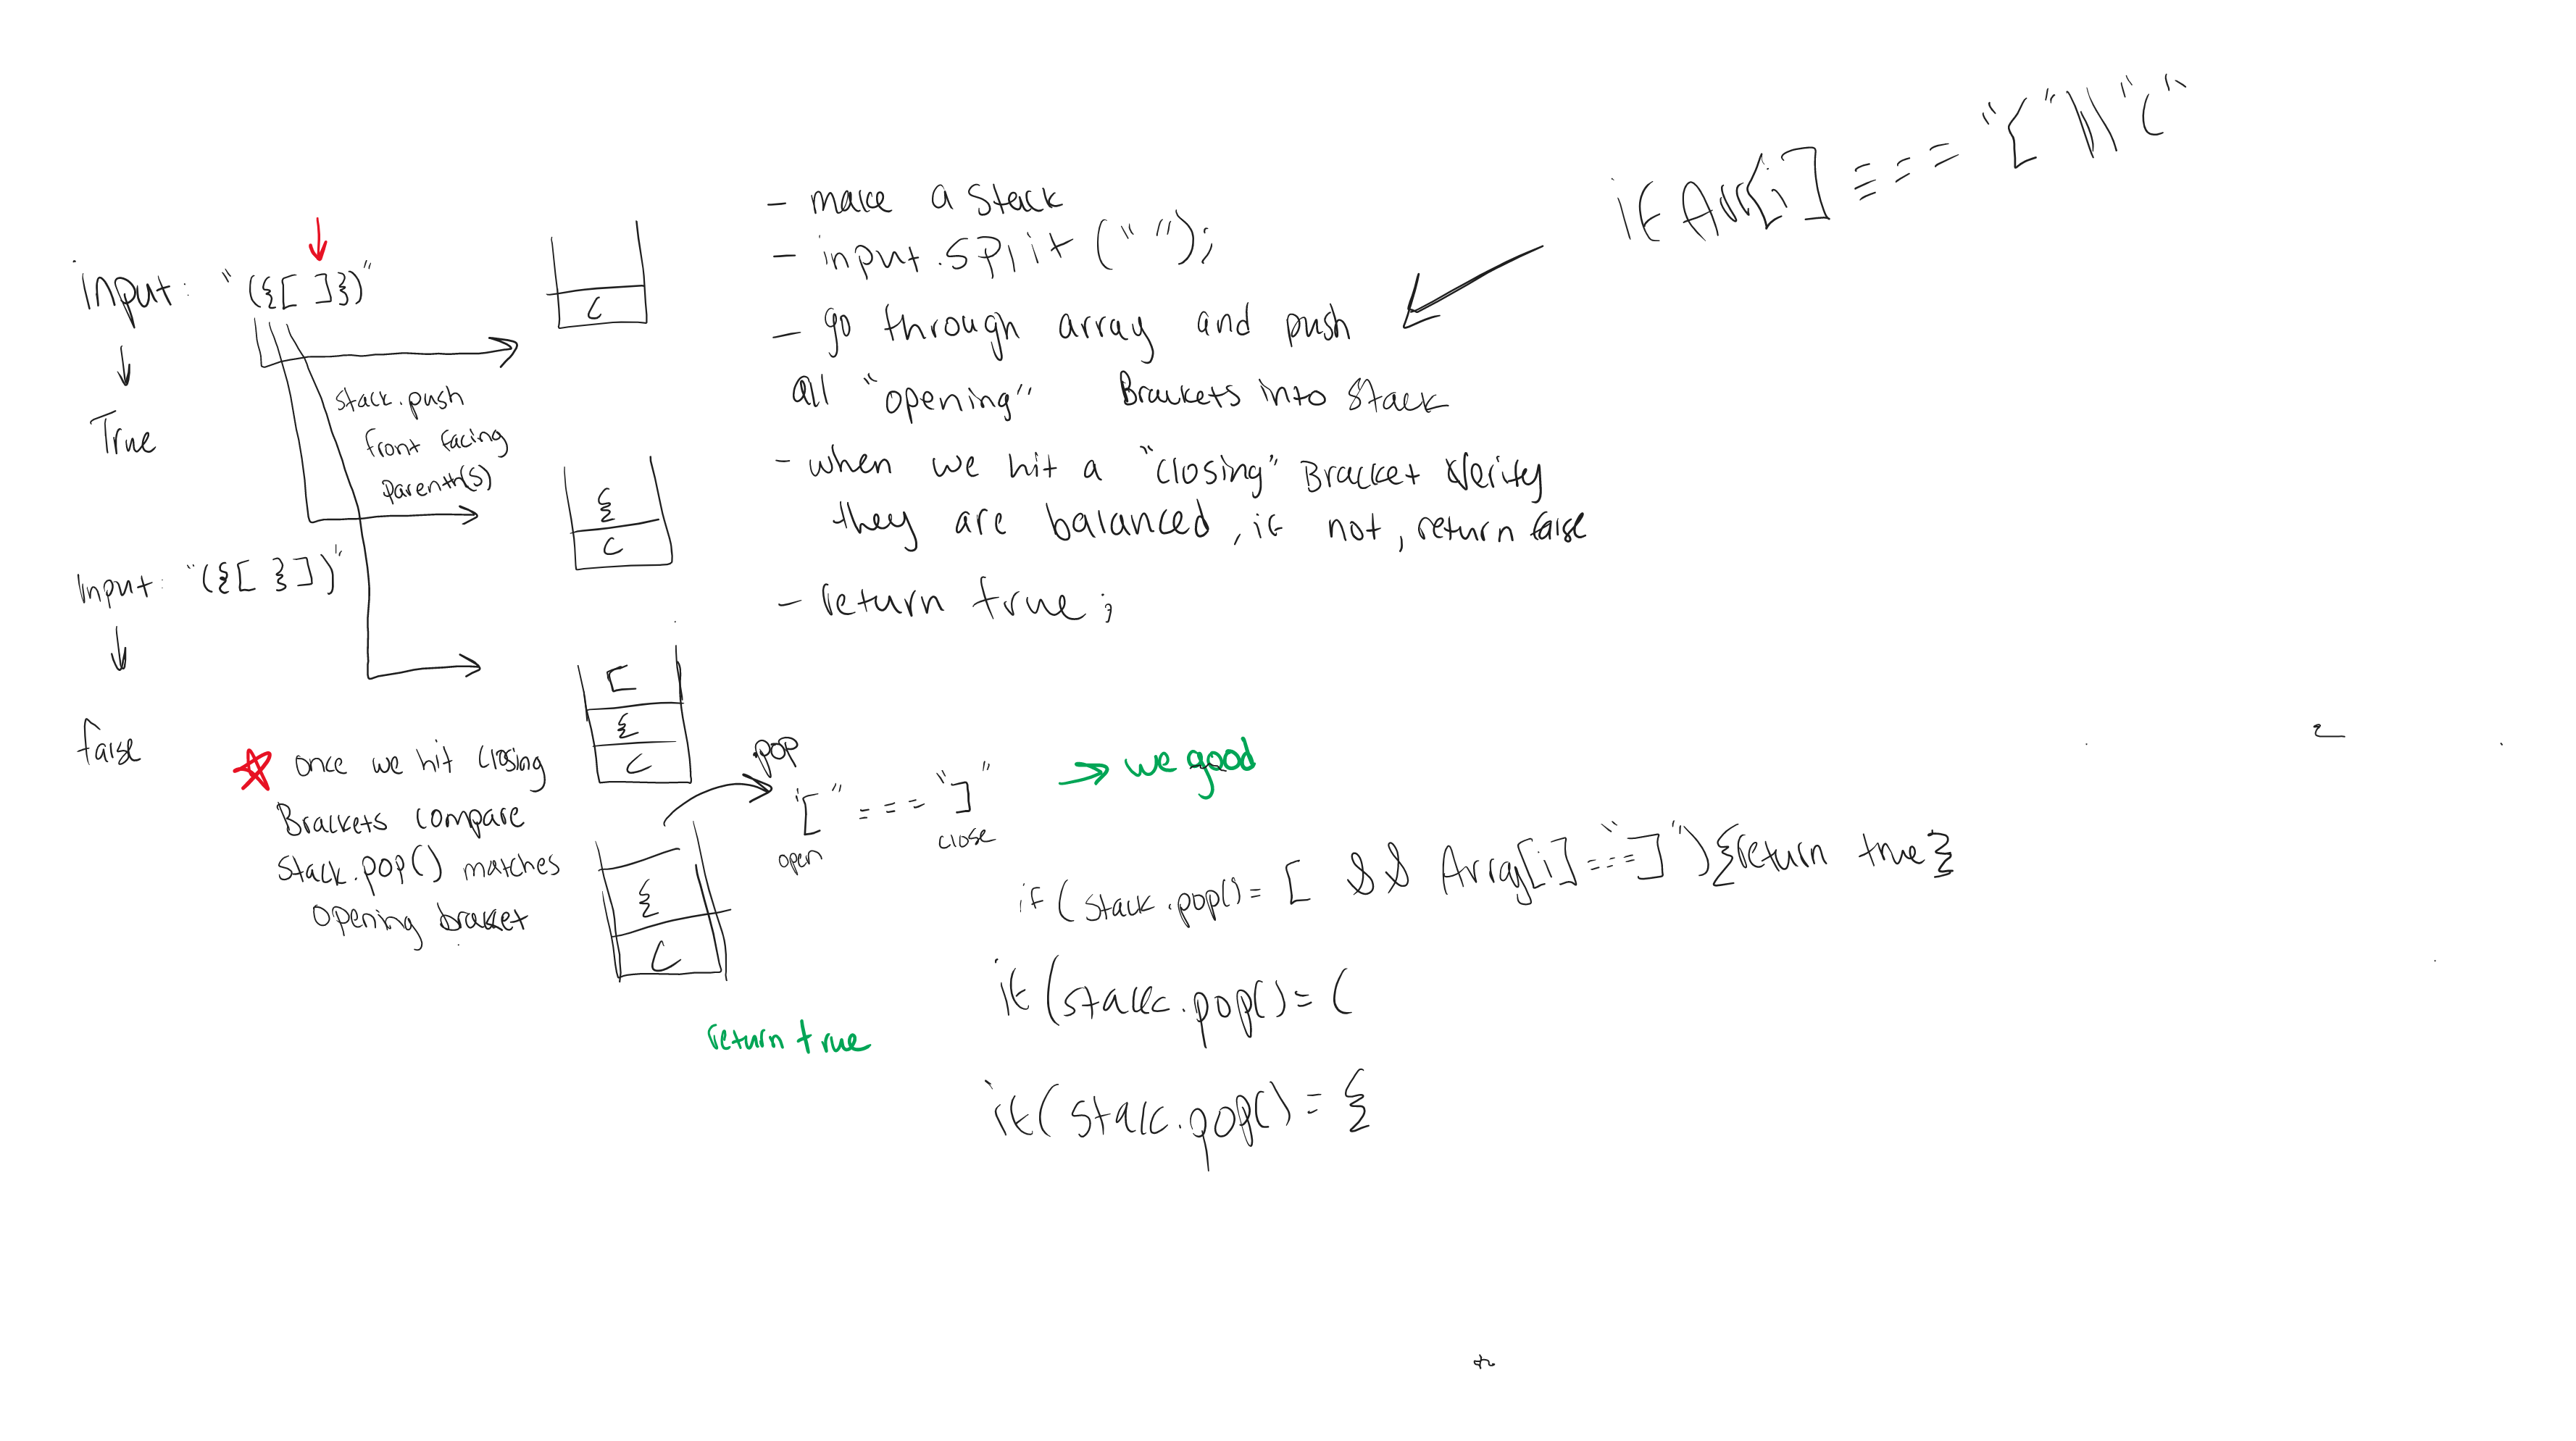 if Arr[i] === "[" || "("
- make a stack
- input.split("");
- go through array and push
all "opening" Brackets into stack
- when we hit a "closing" Bracket verify
they are balanced, if not, return false
- return true;
input: "({[ ]})"
True
stack.push
front facing
parenth(s)
(
{
(
Input: "({[ }])"
false
[
{
(
once we hit closing
Brackets compare
stack.pop() matches
opening bracket
pop
"[" === "]"
open
close
we good
{
(
return true
if (stack.pop() = [ && Array[i] === "]") {return true}
if (stack.pop() = (
if (stack.pop() = {